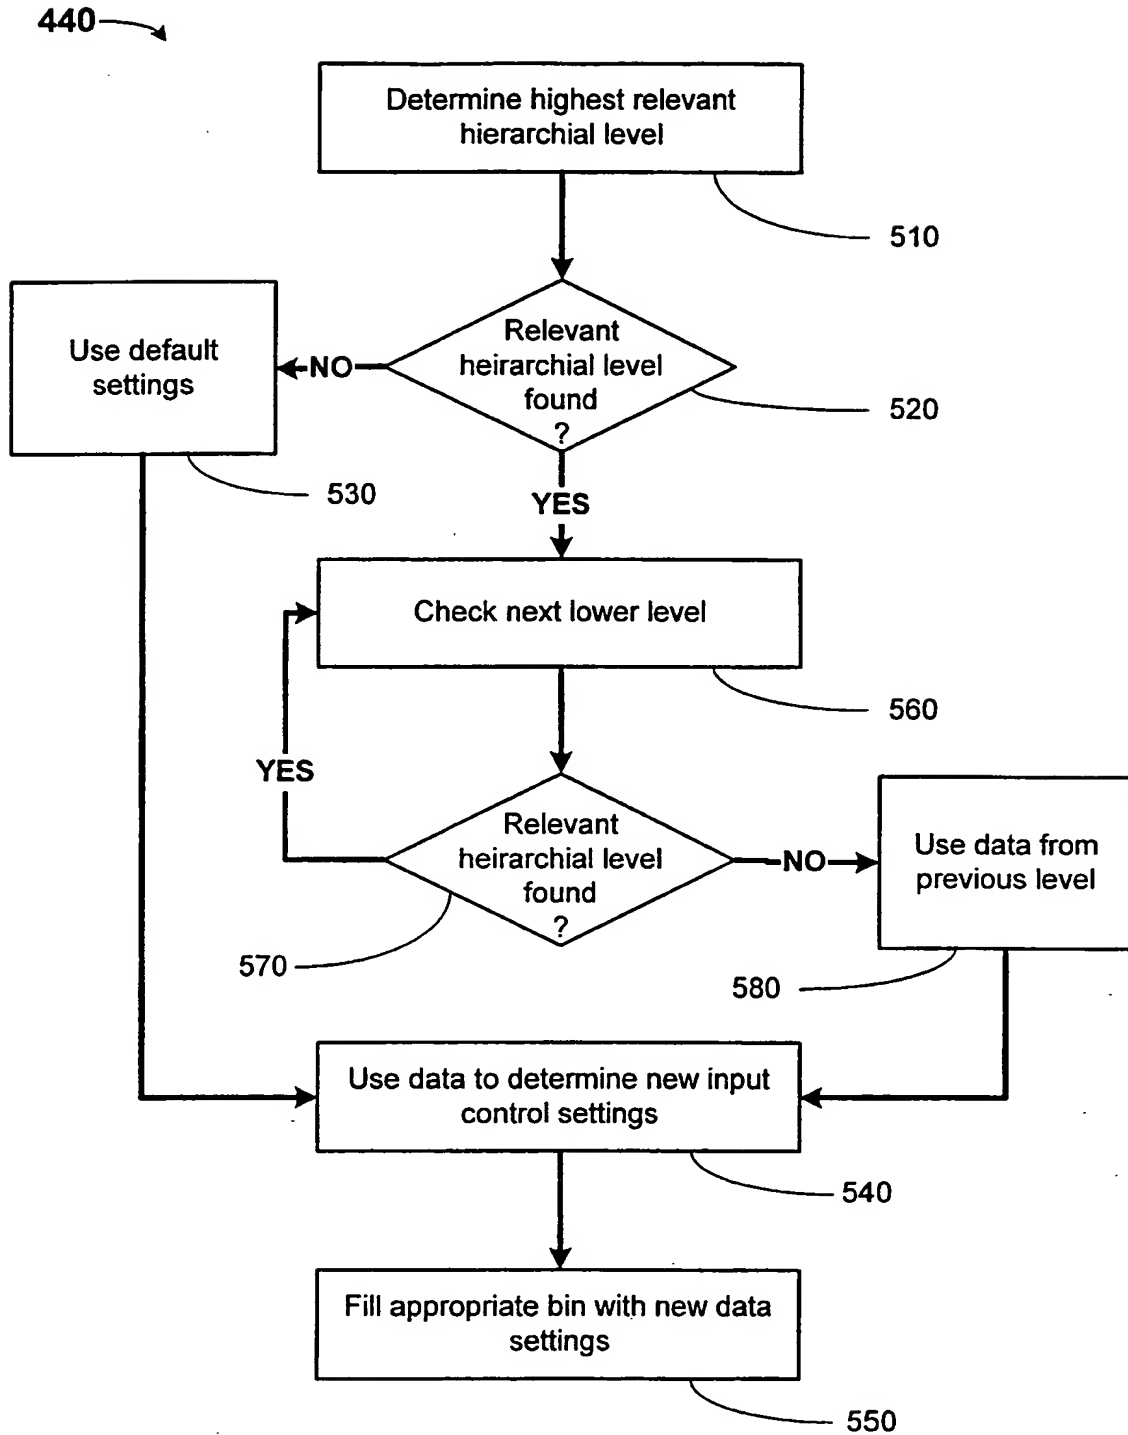 440
Determine highest relevant
hierarchial level
510
Relevant
heirarchial level
found
?
520
NO
Use default
settings
530
YES
Check next lower level
560
YES
Relevant
heirarchial level
found
?
570
NO
Use data from
previous level
580
Use data to determine new input
control settings
540
Fill appropriate bin with new data
settings
550